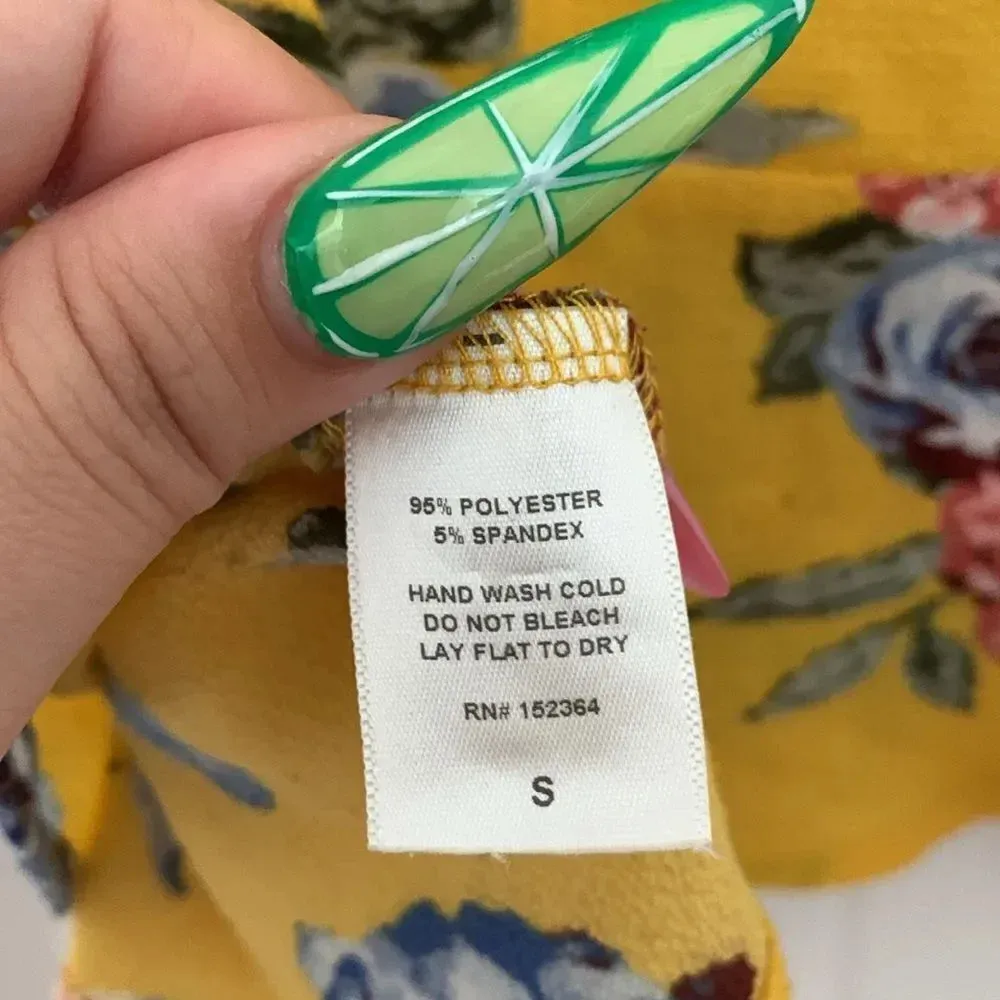 95% POLYESTER
5% SPANDEX
HAND WASH COLD
DO NOT BLEACH
LAY FLAT TO DRY
RN# 152364
S